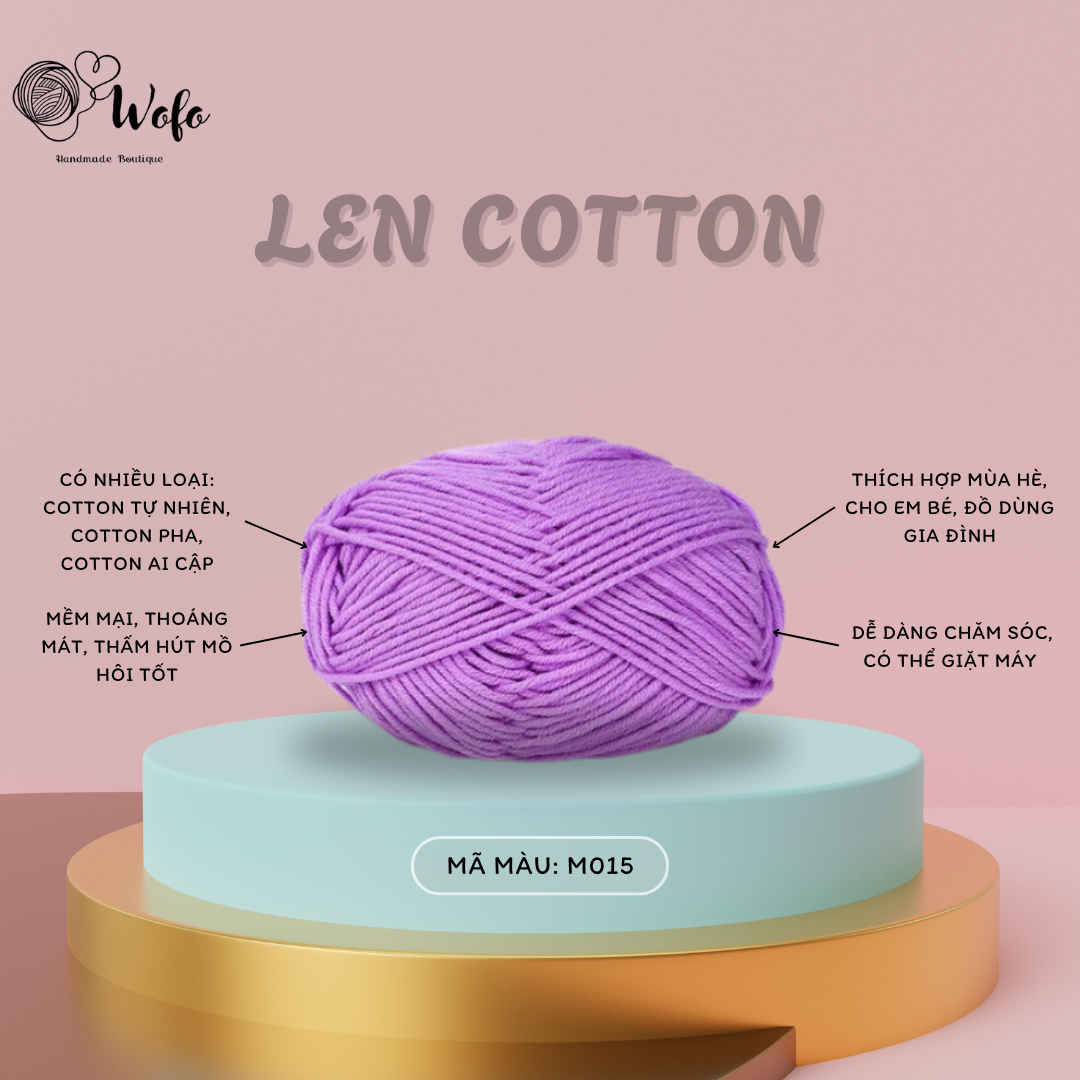 Wofo
Handmade Boutique
LEN COTTON
CÓ NHIỀU LOẠI:
COTTON TỰ NHIÊN,
COTTON PHA,
COTTON AI CẬP
MỀM MẠI, THOÁNG
MÁT, THẤM HÚT MỒ
HÔI TỐT
THÍCH HỢP MÙA HÈ,
CHO EM BÉ, ĐỒ DÙNG
GIA ĐÌNH
DỄ DÀNG CHĂM SÓC,
CÓ THỂ GIẶT MÁY
MÃ MÀU: M015